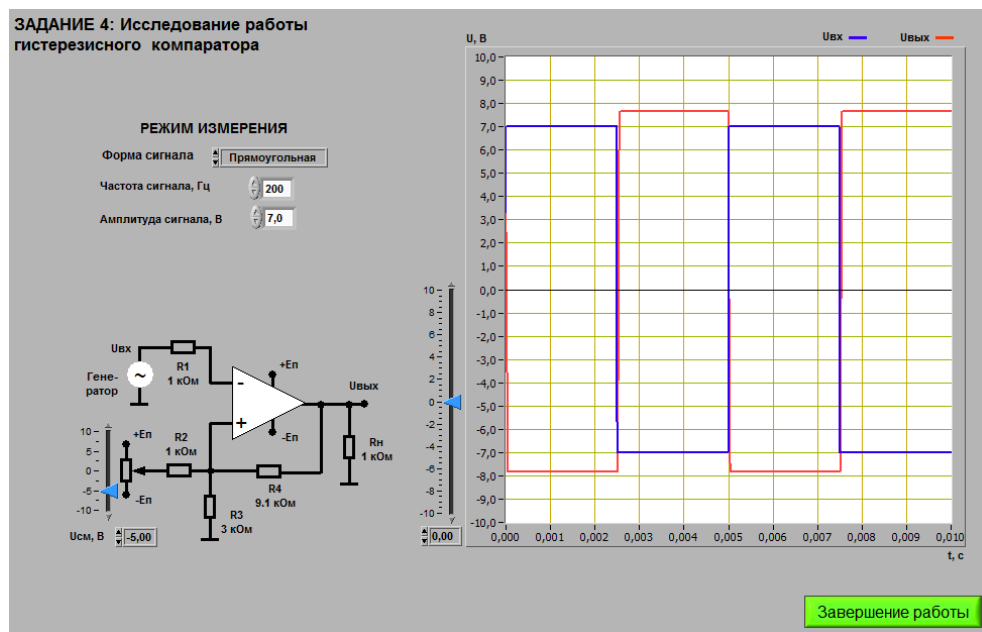 ЗАДАНИЕ 4: Исследование работы
гистерезисного компаратора
РЕЖИМ ИЗМЕРЕНИЯ
Форма сигнала Прямоугольная
Частота сигнала, Гц 200
Амплитуда сигнала, В 7,0
U, В
Uвх
Uвых
10,0
9,0
8,0
7,0
6,0
5,0
4,0
3,0
2,0
1,0
0,0
-1,0
-2,0
-3,0
-4,0
-5,0
-6,0
-7,0
-8,0
-9,0
-10,0
0,000 0,001 0,002 0,003 0,004 0,005 0,006 0,007 0,008 0,009 0,010
t, с
10
8
6
4
2
0
-2
-4
-6
-8
-10
0,00
Uвх
Гене-
ратор
~
R1
1 кОм
-
+
+Еп
-Еп
Uвых
Rн
1 кОм
R2
1 кОм
R4
9.1 кОм
R3
3 кОм
+Еп
-Еп
10
5
0
-5
-10
Uсм, В -5,00
Завершение работы